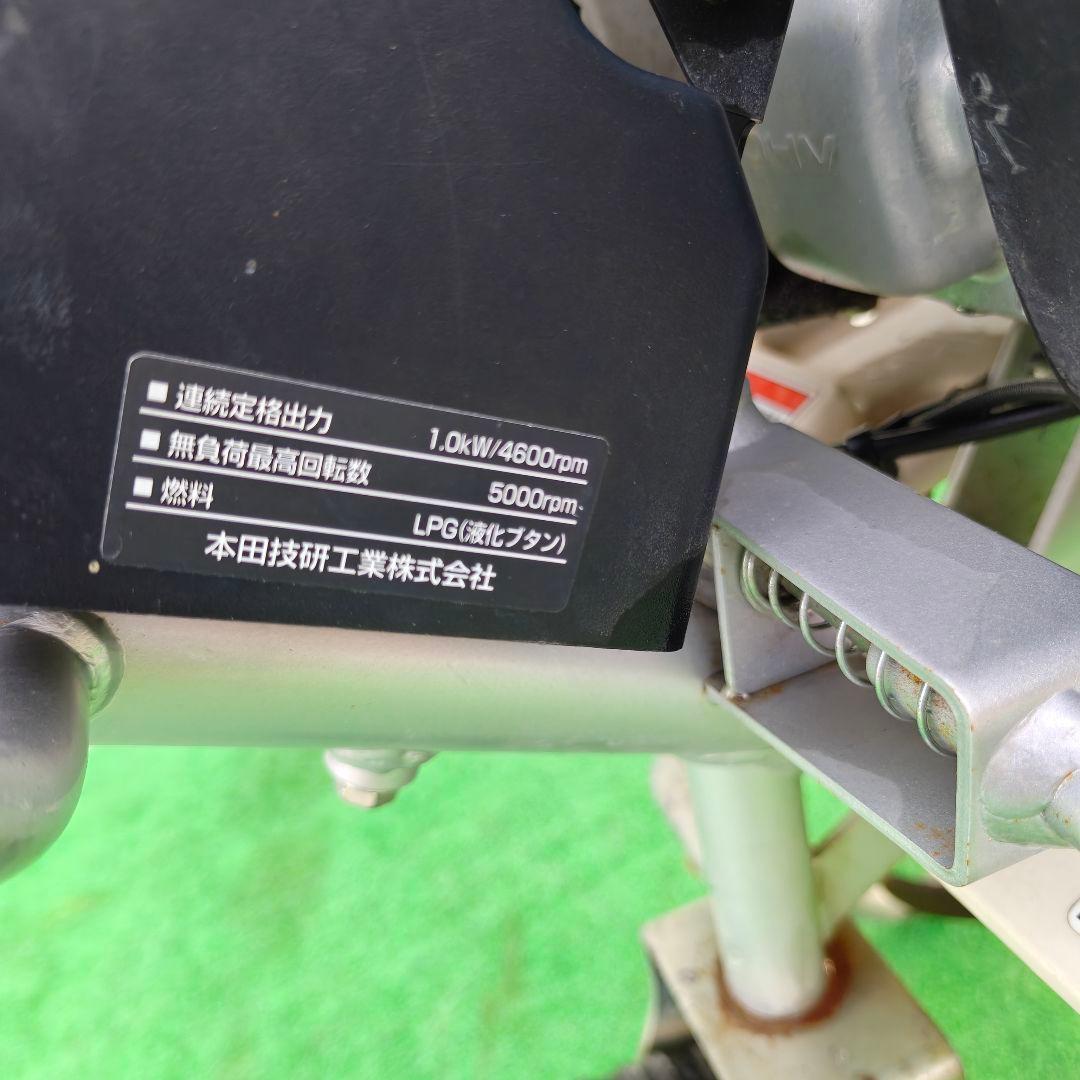 OHV
■ 連続定格出力 1.0kW/4600rpm
■ 無負荷最高回転数 5000rpm
■ 燃料 LPG(液化ブタン)
本田技研工業株式会社